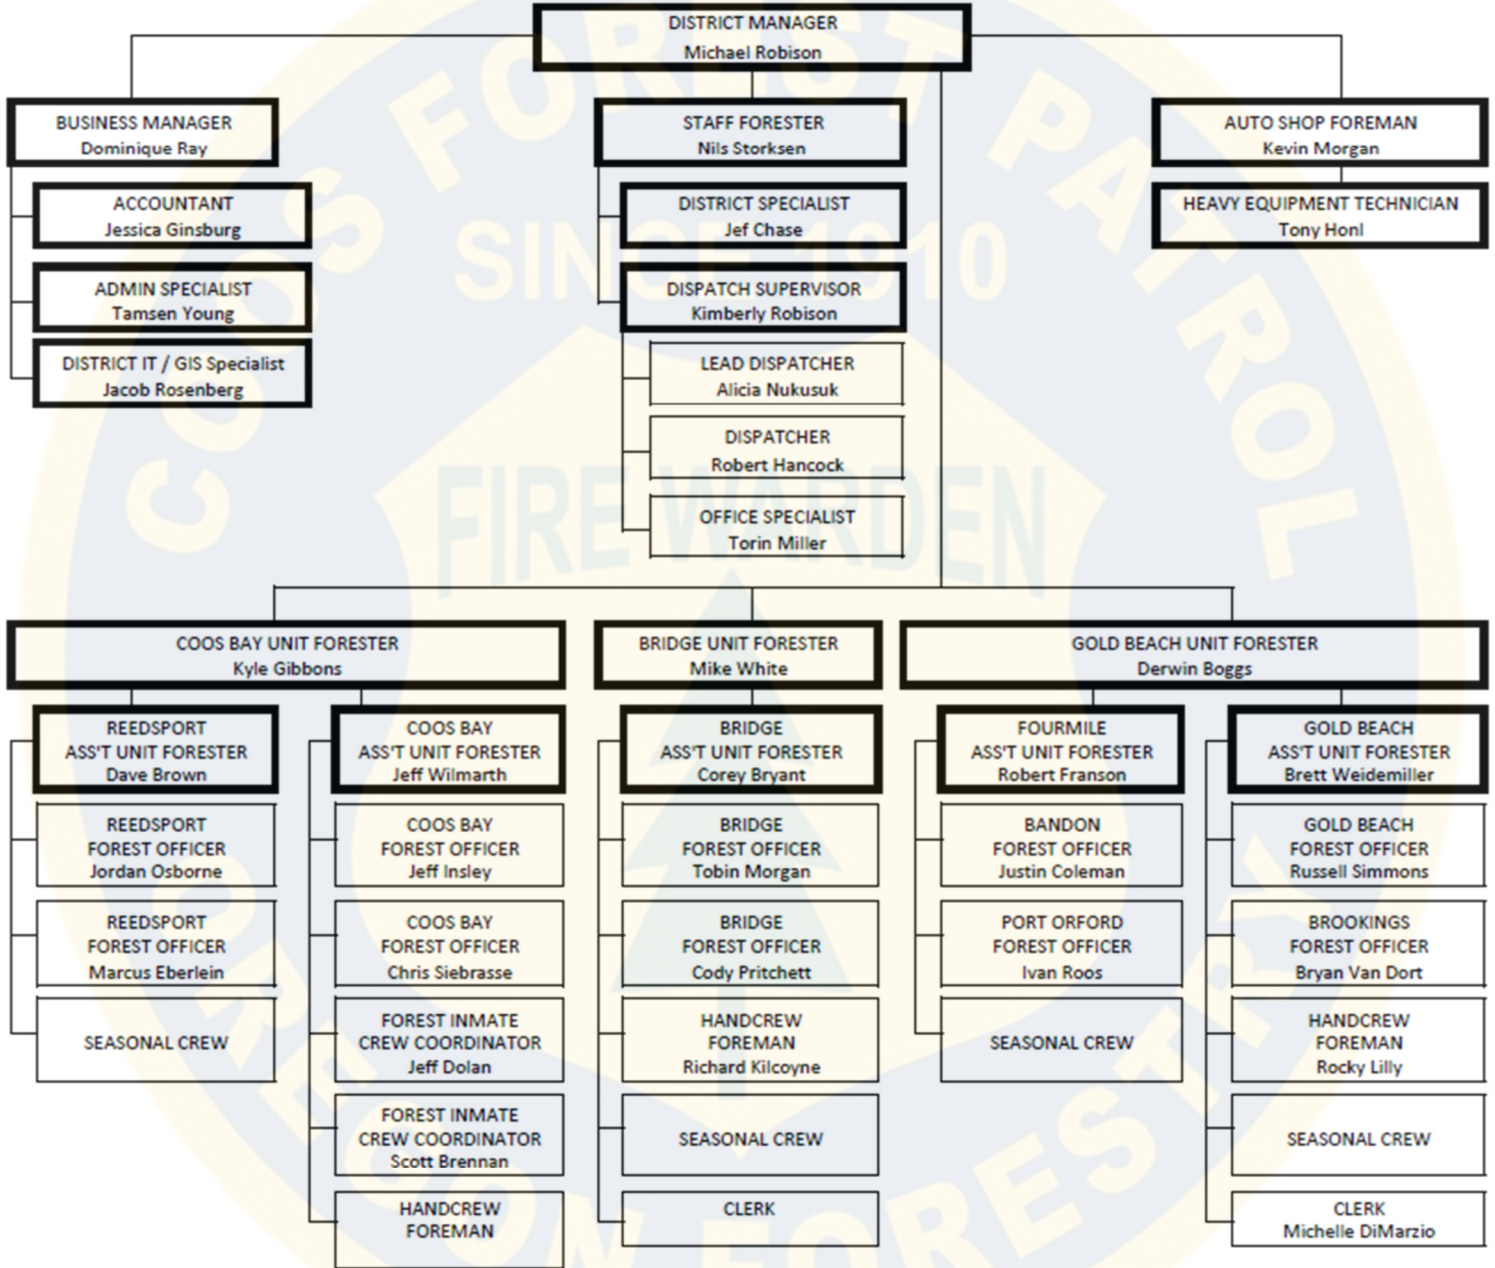 DISTRICT MANAGER
Michael Robison
BUSINESS MANAGER
Dominique Ray
ACCOUNTANT
Jessica Ginsburg
ADMIN SPECIALIST
Tamsen Young
DISTRICT IT / GIS Specialist
Jacob Rosenberg
STAFF FORESTER
Nils Storksen
DISTRICT SPECIALIST
Jef Chase
DISPATCH SUPERVISOR
Kimberly Robison
LEAD DISPATCHER
Alicia Nukusuk
DISPATCHER
Robert Hancock
OFFICE SPECIALIST
Torin Miller
AUTO SHOP FOREMAN
Kevin Morgan
HEAVY EQUIPMENT TECHNICIAN
Tony Honl
COOS BAY UNIT FORESTER
Kyle Gibbons
REEDSPORT
ASS'T UNIT FORESTER
Dave Brown
REEDSPORT
FOREST OFFICER
Jordan Osborne
REEDSPORT
FOREST OFFICER
Marcus Eberlein
SEASONAL CREW
COOS BAY
ASS'T UNIT FORESTER
Jeff Wilmarth
COOS BAY
FOREST OFFICER
Jeff Insley
COOS BAY
FOREST OFFICER
Chris Siebrasse
FOREST INMATE
CREW COORDINATOR
Jeff Dolan
FOREST INMATE
CREW COORDINATOR
Scott Brennan
HANDCREW
FOREMAN
BRIDGE UNIT FORESTER
Mike White
BRIDGE
ASS'T UNIT FORESTER
Corey Bryant
BRIDGE
FOREST OFFICER
Tobin Morgan
BRIDGE
FOREST OFFICER
Cody Pritchett
HANDCREW
FOREMAN
Richard Kilcoyne
SEASONAL CREW
CLERK
GOLD BEACH UNIT FORESTER
Derwin Boggs
FOURMILE
ASS'T UNIT FORESTER
Robert Franson
BANDON
FOREST OFFICER
Justin Coleman
PORT ORFORD
FOREST OFFICER
Ivan Roos
SEASONAL CREW
GOLD BEACH
ASS'T UNIT FORESTER
Brett Weidemiller
GOLD BEACH
FOREST OFFICER
Russell Simmons
BROOKINGS
FOREST OFFICER
Bryan Van Dort
HANDCREW
FOREMAN
Rocky Lilly
SEASONAL CREW
CLERK
Michelle DiMarzio
COOS FOREST PATROL
SINCE 1910
FIRE WARDEN
OREGON FORESTRY